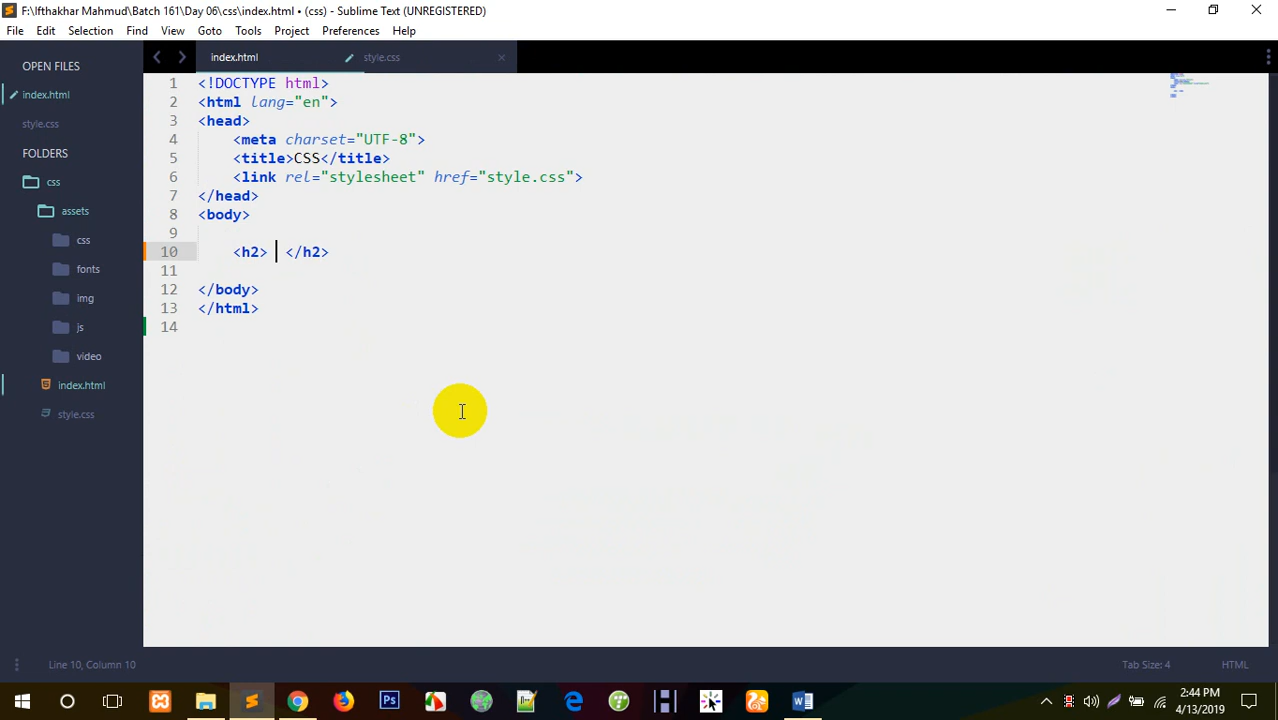 F:\Ifthakhar Mahmud\Batch 161\Day 06\css\index.html • (css) - Sublime Text (UNREGISTERED)
File Edit Selection Find View Goto Tools Project Preferences Help
OPEN FILES
index.html
style.css
FOLDERS
css
assets
css
fonts
img
js
video
index.html
style.css
index.html style.css
1 <!DOCTYPE html>
2 <html lang="en">
3 <head>
4 <meta charset="UTF-8">
5 <title>CSS</title>
6 <link rel="stylesheet" href="style.css">
7 </head>
8 <body>
9
10 <h2> </h2>
11
12 </body>
13 </html>
14
Line 10, Column 10 Tab Size: 4 HTML
2:44 PM
4/13/2019